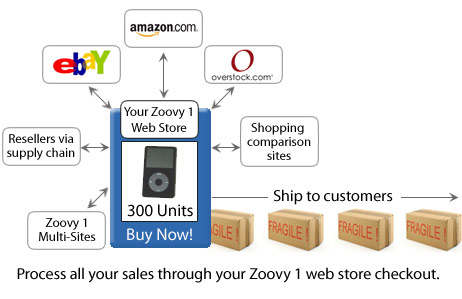 amazon.com.
ebay
overstock.com®
Your Zoovy 1
Web Store
Resellers via
supply chain
Shopping
comparison
sites
300 Units
Buy Now!
Zoovy 1
Multi-Sites
Ship to customers
FRAGILE!
FRAGILE!
FRAGILE!
FRAGILE!
Process all your sales through your Zoovy 1 web store checkout.